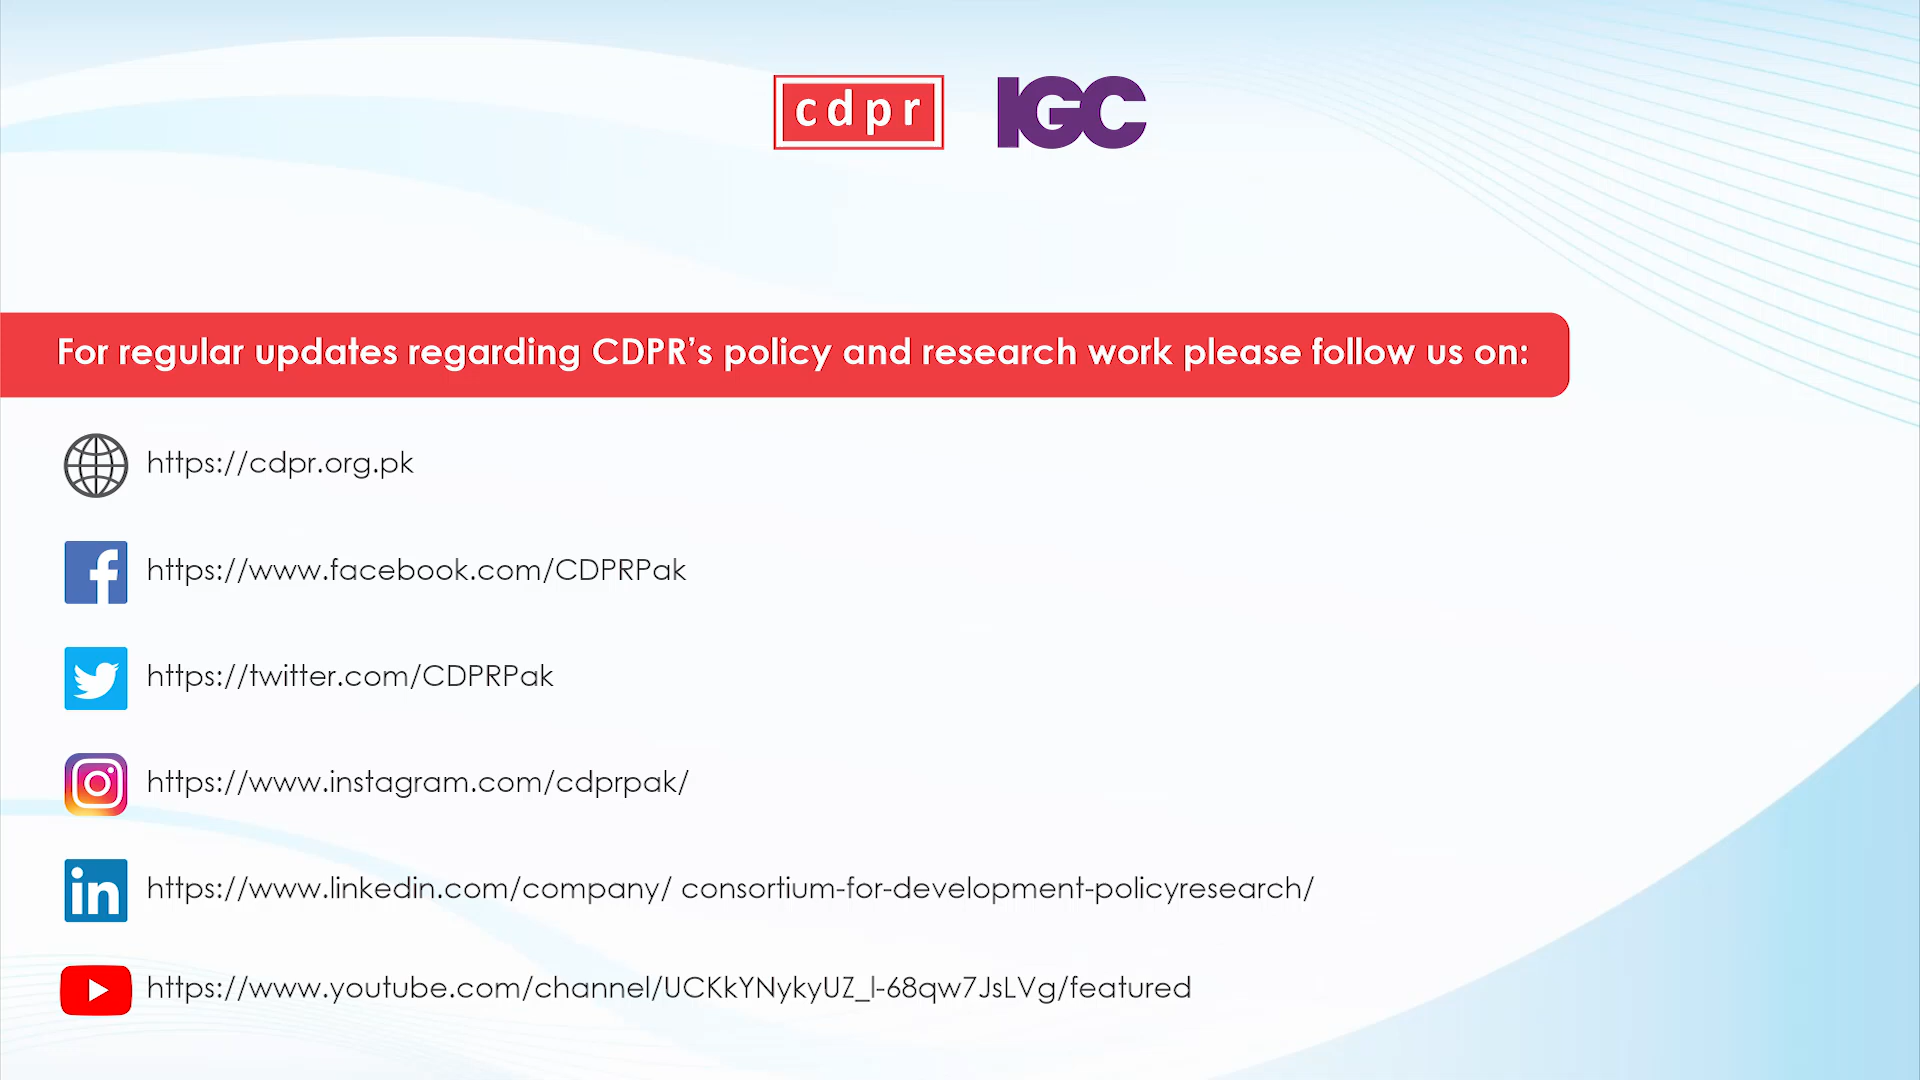 cdpr IGC
For regular updates regarding CDPR’s policy and research work please follow us on:
https://cdpr.org.pk
https://www.facebook.com/CDPRPak
https://twitter.com/CDPRPak
https://www.instagram.com/cdprpak/
in https://www.linkedin.com/company/ consortium-for-development-policyresearch/
https://www.youtube.com/channel/UCKkYNykyUZ_l-68qw7JsLVg/featured